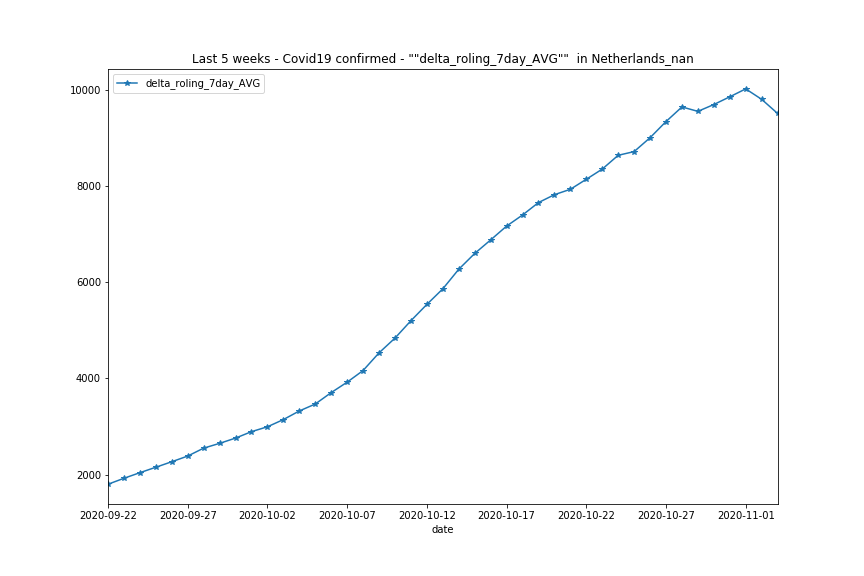 Last 5 weeks - Covid19 confirmed - ""delta_roling_7day_AVG""  in Netherlands_nan
delta_roling_7day_AVG
10000
8000
6000
4000
2000
2020-09-22 2020-09-27 2020-10-02 2020-10-07 2020-10-12 2020-10-17 2020-10-22 2020-10-27 2020-11-01
date